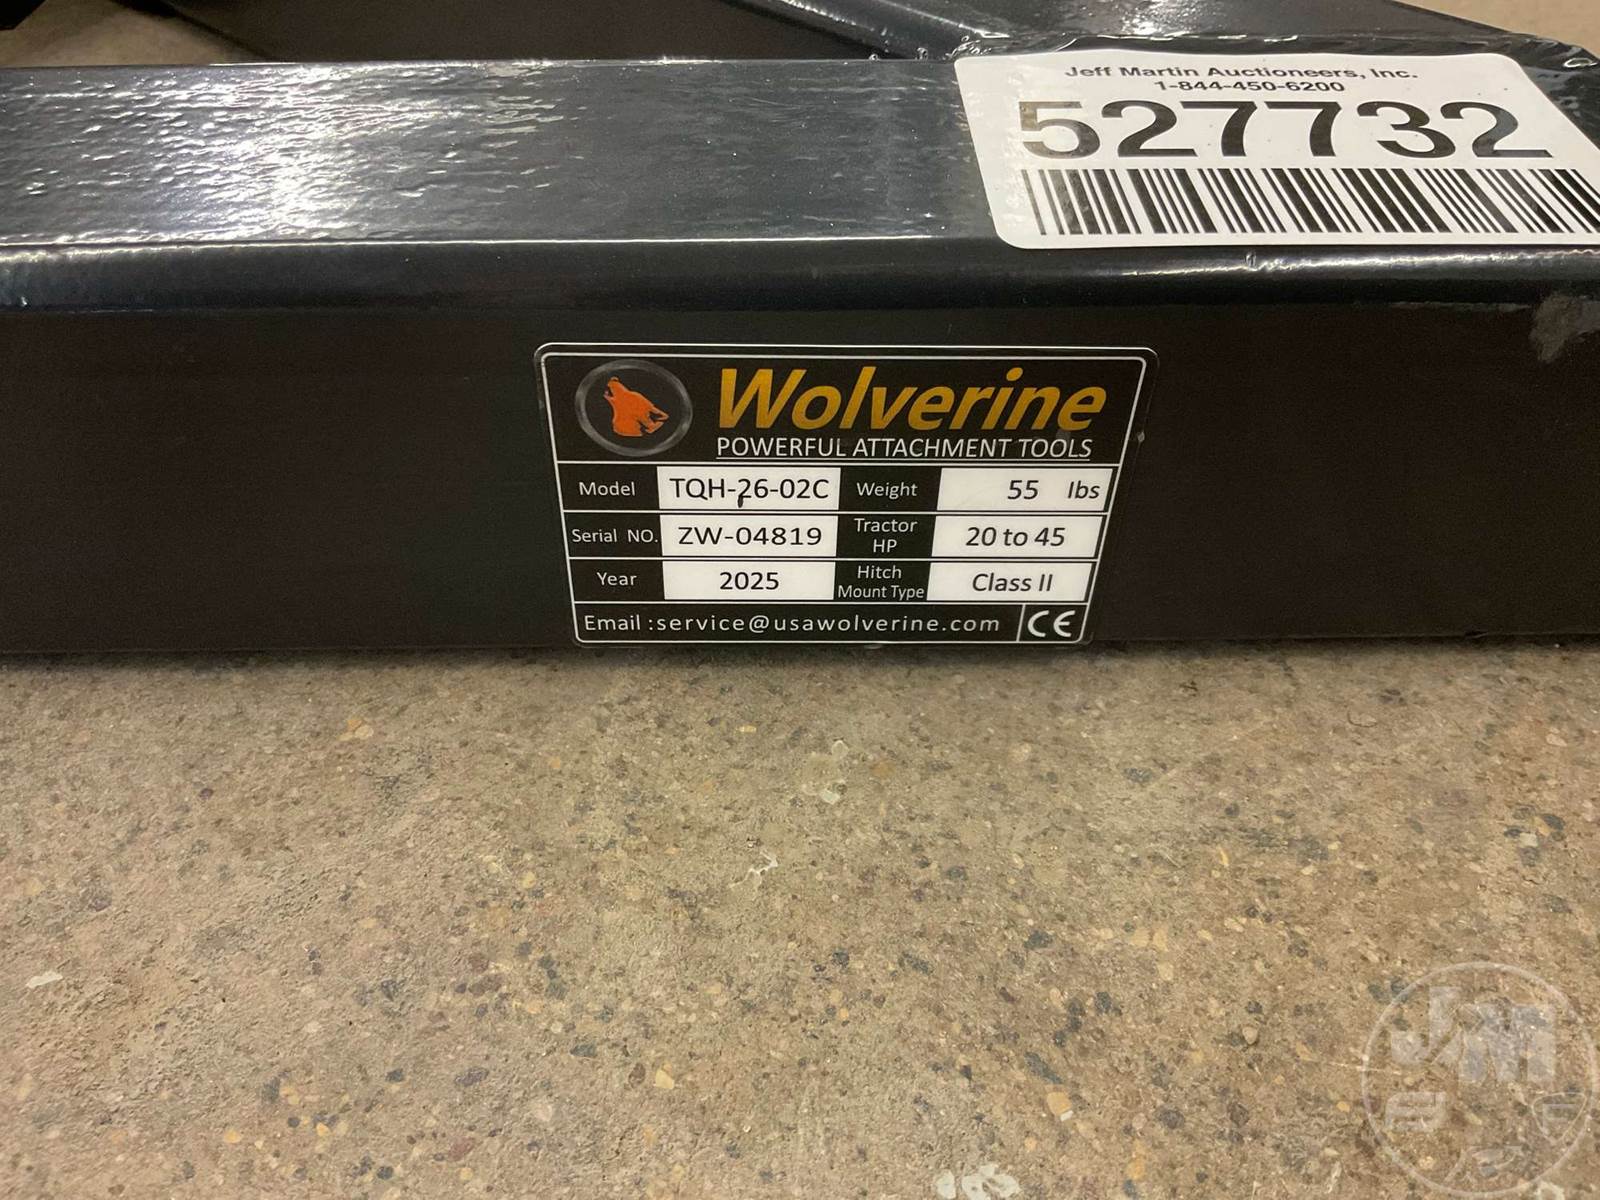 Jeff Martin Auctioneers, Inc.
1-844-450-6200
527732
Wolverine
POWERFUL ATTACHMENT TOOLS
Model TQH-26-02C Weight 55 lbs
Serial NO. ZW-04819 Tractor HP 20 to 45
Year 2025 Hitch Mount Type Class II
Email :service@usawolverine.com CE
JM